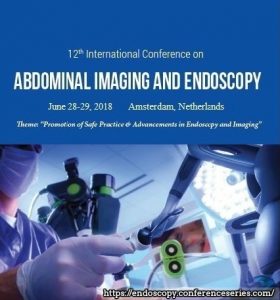 12th International Conference on
ABDOMINAL IMAGING AND ENDOSCOPY
June 28-29, 2018 Amsterdam, Netherlands
Theme: "Promotion of Safe Practice & Advancements in Endoscopy and Imaging"
https://endoscopy.conferenceseries.com/